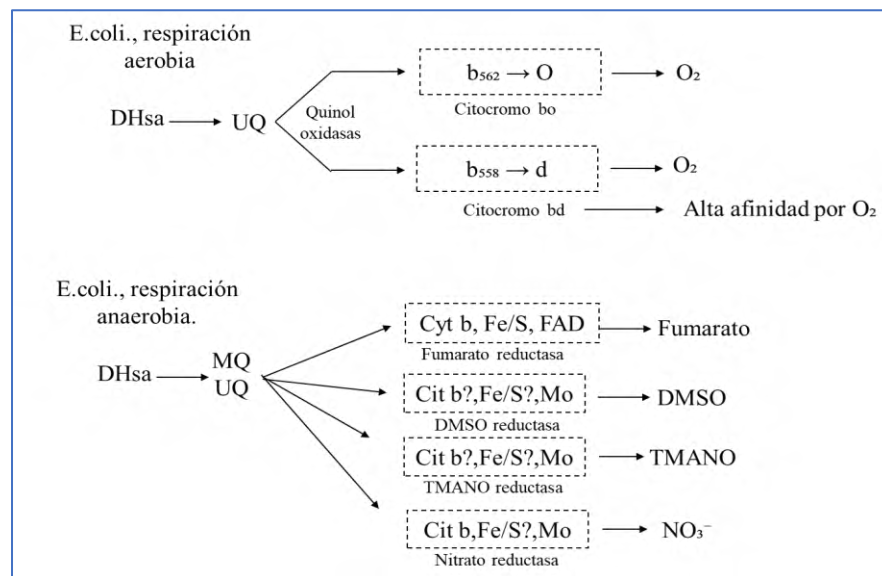 E.coli., respiración
aerobia
DHsa → UQ
Quinol
oxidasas
b₅₆₂ → O → O₂
Citocromo bo
b₅₅₈ → d → O₂
Citocromo bd → Alta afinidad por O₂
E.coli., respiración
anaerobia.
DHsa → MQ
UQ
Cyt b, Fe/S, FAD → Fumarato
Fumarato reductasa
Cit b?,Fe/S?,Mo → DMSO
DMSO reductasa
Cit b?,Fe/S?,Mo → TMANO
TMANO reductasa
Cit b,Fe/S?,Mo → NO₃⁻
Nitrato reductasa